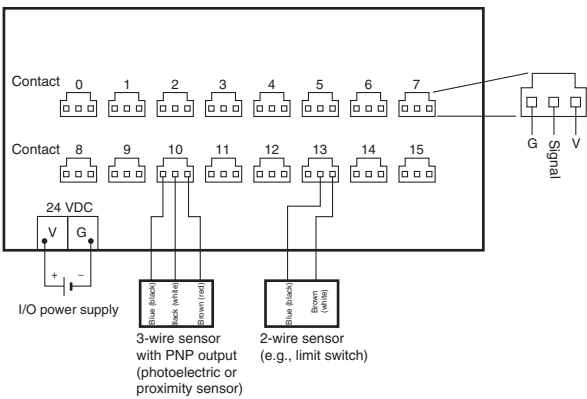 Contact 0 1 2 3 4 5 6 7
G Signal V
Contact 8 9 10 11 12 13 14 15
24 VDC
V G
+ −
I/O power supply
Blue (black)
Black (white)
Brown (red)
Blue (black)
Brown
(white)
3-wire sensor
with PNP output
(photoelectric or
proximity sensor)
2-wire sensor
(e.g., limit switch)